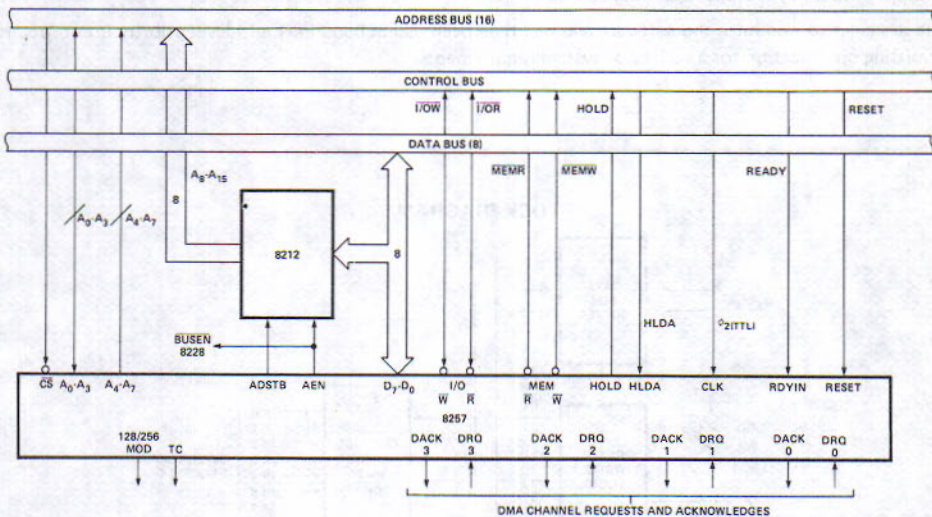 ADDRESS BUS (16)
CONTROL BUS
I/OW I/OR HOLD RESET
DATA BUS (8)
MEMR MEMW READY
A8-A15
8
A0-A3 A4-A7
8212
8
HLDA ϕ2(TTL)
BUSEN
8228
CS A0-A3 A4-A7 ADSTB AEN D7-D0 I/O MEM HOLD HLDA CLK RDYIN RESET
W R R W
8257
128/256 DACK DRQ DACK DRQ DACK DRQ DACK DRQ
MOD TC 3 3 2 2 1 1 0 0
DMA CHANNEL REQUESTS AND ACKNOWLEDGES